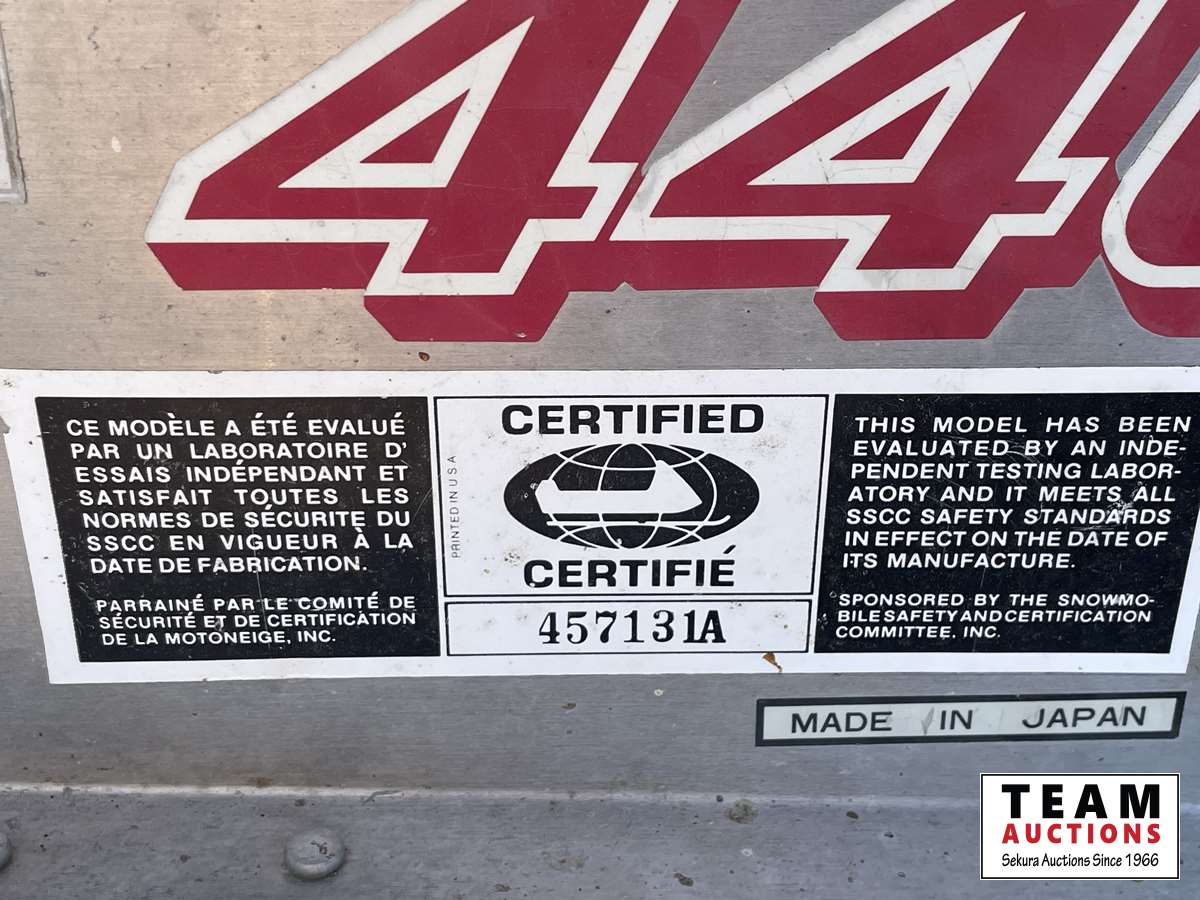 440
CE MODÈLE A ÉTÉ EVALUÉ
PAR UN LABORATOIRE D'
ESSAIS INDÉPENDANT ET
SATISFAIT TOUTES LES
NORMES DE SÉCURITE DU
SSCC EN VIGUEUR À LA
DATE DE FABRICATION.
PARRAINÉ PAR LE COMITÉ DE
SÉCURITÉ ET DE CERTIFICATION
DE LA MOTONEIGE, INC.
PRINTED IN USA
CERTIFIED
CERTIFIÉ
457131A
THIS MODEL HAS BEEN
EVALUATED BY AN INDE-
PENDENT TESTING LABOR-
ATORY AND IT MEETS ALL
SSCC SAFETY STANDARDS
IN EFFECT ON THE DATE OF
ITS MANUFACTURE.
SPONSORED BY THE SNOWMO-
BILE SAFETY AND CERTIFICATION
COMMITTEE, INC.
MADE IN JAPAN
TEAM
AUCTIONS
Sekura Auctions Since 1966